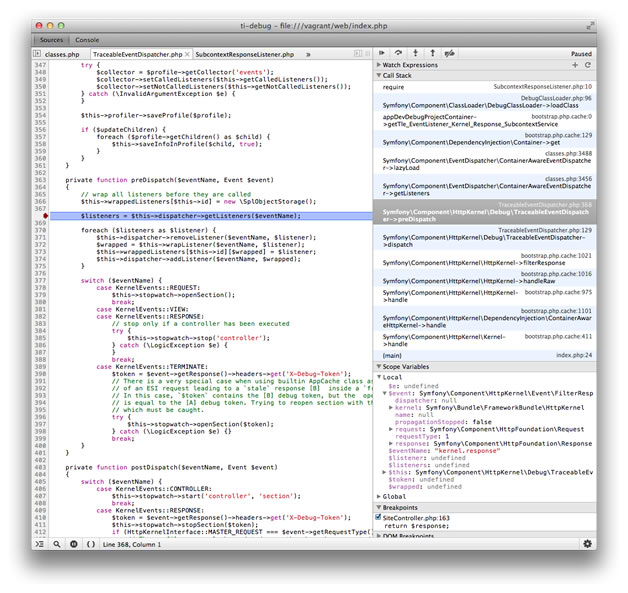 ti-debug - file:///vagrant/web/index.php
Sources Console
classes.php TraceableEventDispatcher.php × SubcontextResponseListener.php »
347 try {
348 $collector = $profile->getCollector('events');
349 $collector->setCalledListeners($this->getCalledListeners());
350 $collector->setNotCalledListeners($this->getNotCalledListeners());
351 } catch (\InvalidArgumentException $e) {
352 }
353
354 $this->profiler->saveProfile($profile);
355
356 if ($updateChildren) {
357 foreach ($profile->getChildren() as $child) {
358 $this->saveInfoInProfile($child, true);
359 }
360 }
361 }
362
363 private function preDispatch($eventName, Event $event)
364 {
365 // wrap all listeners before they are called
366 $this->wrappedListeners[$this->id] = new \SplObjectStorage();
367
$listeners = $this->dispatcher->getListeners($eventName);
369
370 foreach ($listeners as $listener) {
371 $this->dispatcher->removeListener($eventName, $listener);
372 $wrapped = $this->wrapListener($eventName, $listener);
373 $this->wrappedListeners[$this->id][$wrapped] = $listener;
374 $this->dispatcher->addListener($eventName, $wrapped);
375 }
376
377 switch ($eventName) {
378 case KernelEvents::REQUEST:
379 $this->stopwatch->openSection();
380 break;
381 case KernelEvents::VIEW:
382 case KernelEvents::RESPONSE:
383 // stop only if a controller has been executed
384 try {
385 $this->stopwatch->stop('controller');
386 } catch (\LogicException $e) {
387 }
388 break;
389 case KernelEvents::TERMINATE:
390 $token = $event->getResponse()->headers->get('X-Debug-Token');
391 // There is a very special case when using builtin AppCache class as
392 // of an ESI request leading to a `stale` response [B] inside a `f
393 // In this case, `$token` contains the [B] debug token, but the ope
394 // is equal to the [A] debug token. Trying to reopen section with th
395 // which must be caught.
396 try {
397 $this->stopwatch->openSection($token);
398 } catch (\LogicException $e) {}
399 break;
400 }
401 }
402
403 private function postDispatch($eventName, Event $event)
404 {
405 switch ($eventName) {
406 case KernelEvents::CONTROLLER:
407 $this->stopwatch->start('controller', 'section');
408 break;
409 case KernelEvents::RESPONSE:
410 $token = $event->getResponse()->headers->get('X-Debug-Token');
411 $this->stopwatch->stopSection($token);
412 if (HttpKernelInterface::MASTER_REQUEST === $event->getRequestType()
{ } Line 368, Column 1
Paused
Watch Expressions
Call Stack
require SubcontextResponseListener.php:10
DebugClassLoader.php:96
Symfony\Component\ClassLoader\DebugClassLoader->loadClass
bootstrap.php.cache:0
appDevDebugProjectContainer->getTle_EventListener_Kernel_Response_SubcontextService
bootstrap.php.cache:129
Symfony\Component\DependencyInjection\Container->get
classes.php:3488
Symfony\Component\EventDispatcher\ContainerAwareEventDispatcher
->lazyLoad
classes.php:3456
Symfony\Component\EventDispatcher\ContainerAwareEventDispatcher
->getListeners
TraceableEventDispatcher.php:368
Symfony\Component\HttpKernel\Debug\TraceableEventDispatch
er->preDispatch
TraceableEventDispatcher.php:129
Symfony\Component\HttpKernel\Debug\TraceableEventDispatcher-
>dispatch
bootstrap.php.cache:1021
Symfony\Component\HttpKernel\HttpKernel->filterResponse
bootstrap.php.cache:1016
Symfony\Component\HttpKernel\HttpKernel->handleRaw
bootstrap.php.cache:975
Symfony\Component\HttpKernel\HttpKernel-
>handle
bootstrap.php.cache:1101
Symfony\Component\HttpKernel\DependencyInjection\ContainerAwar
eHttpKernel->handle
bootstrap.php.cache:411
Symfony\Component\HttpKernel\Kernel-
>handle
{main} index.php:24
Scope Variables
Local
$e: undefined
$event: Symfony\Component\HttpKernel\Event\FilterResp
dispatcher: null
kernel: Symfony\Bundle\FrameworkBundle\HttpKernel
name: null
propagationStopped: false
request: Symfony\Component\HttpFoundation\Request
requestType: 1
response: Symfony\Component\HttpFoundation\Response
$eventName: "kernel.response"
$listener: undefined
$listeners: undefined
$this: Symfony\Component\HttpKernel\Debug\TraceableEv
$token: undefined
$wrapped: undefined
Global
Breakpoints
SiteController.php:163
return $response;
DOM Breakpoints